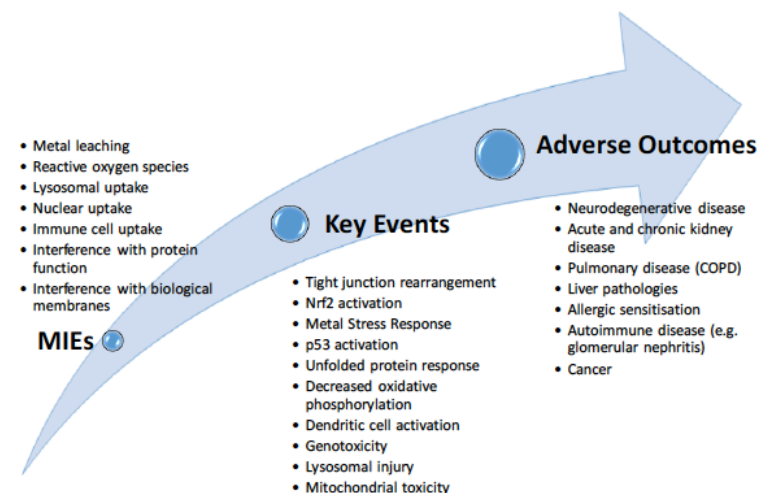 • Metal leaching
• Reactive oxygen species
• Lysosomal uptake
• Nuclear uptake
• Immune cell uptake
• Interference with protein
function
• Interference with biological
membranes
MIEs
Key Events
• Tight junction rearrangement
• Nrf2 activation
• Metal Stress Response
• p53 activation
• Unfolded protein response
• Decreased oxidative
phosphorylation
• Dendritic cell activation
• Genotoxicity
• Lysosomal injury
• Mitochondrial toxicity
Adverse Outcomes
• Neurodegenerative disease
• Acute and chronic kidney
disease
• Pulmonary disease (COPD)
• Liver pathologies
• Allergic sensitisation
• Autoimmune disease (e.g.
glomerular nephritis)
• Cancer